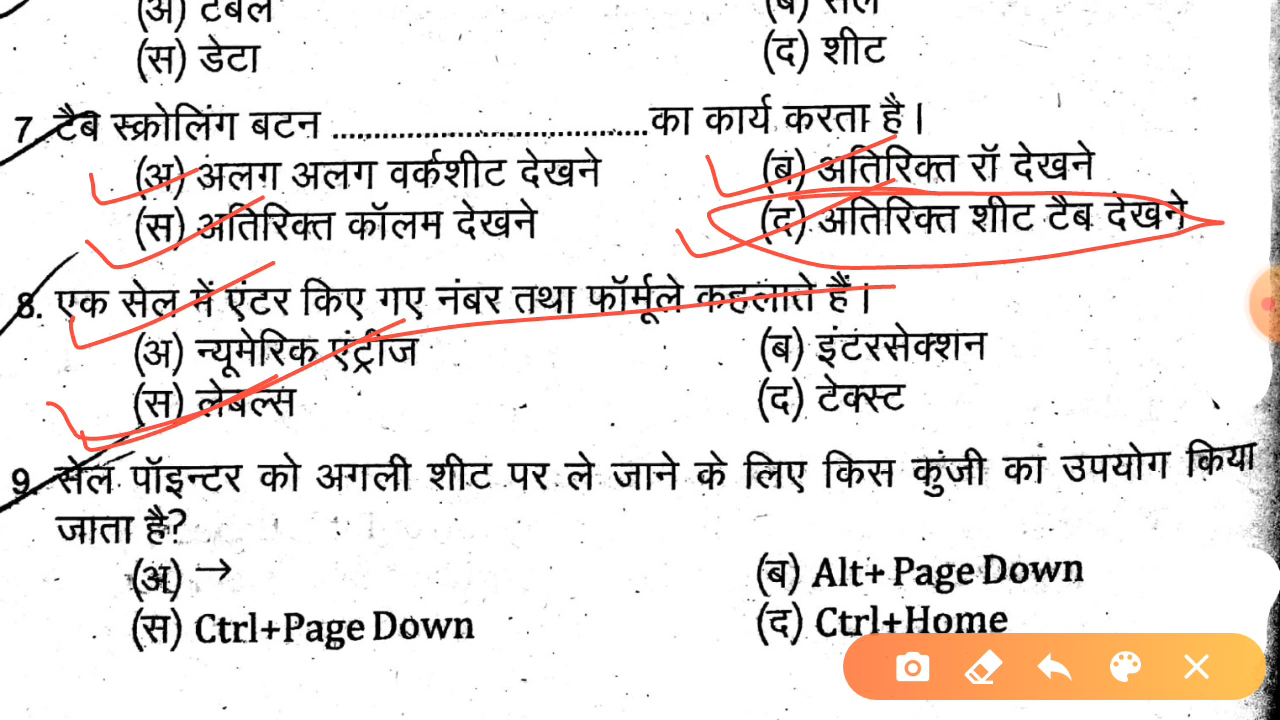 (अ) टेबल (ब) सेल
(स) डेटा (द) शीट
7. टैब स्क्रोलिंग बटन ................................का कार्य करता है।
(अ) अलग अलग वर्कशीट देखने (ब) अतिरिक्त रॉ देखने
(स) अतिरिक्त कॉलम देखने (द) अतिरिक्त शीट टैब देखने
8. एक सेल में एंटर किए गए नंबर तथा फॉर्मूले कहलाते हैं।
(अ) न्यूमेरिक एंट्रीज (ब) इंटरसेक्शन
(स) लेबल्स (द) टेक्स्ट
9. सेल पॉइन्टर को अगली शीट पर ले जाने के लिए किस कुंजी का उपयोग किया
जाता है?
(अ) → (ब) Alt+ Page Down
(स) Ctrl+Page Down (द) Ctrl+Home